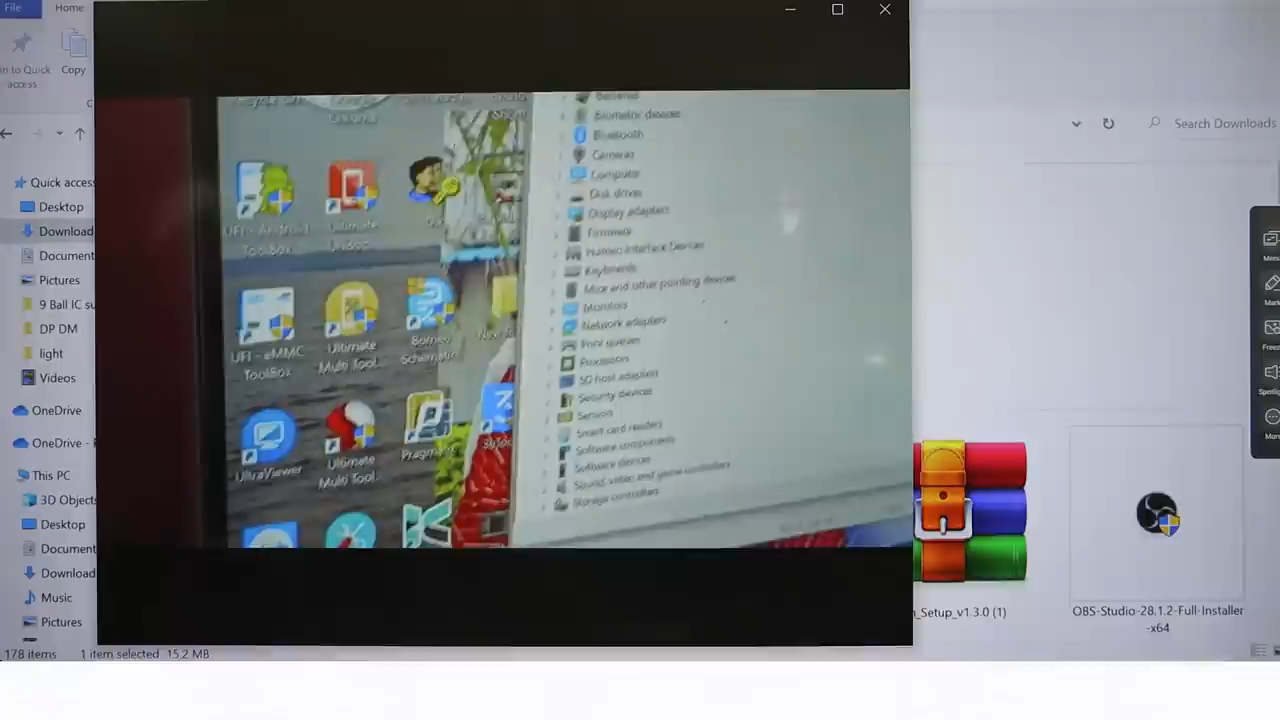 File
Home
Copy
access
Search Downloads
Quick access
Desktop
Download
Document
Pictures
9 Ball IC su
DP DM
light
Videos
OneDrive
OneDrive -
This PC
3D Objects
Desktop
Document
Download
Music
Pictures
178 items
1 item selected
15.2 MB
UFI - Android
ToolBox
Ultimate
UFI - eMMC
ToolBox
Ultimate
Multi Tool...
Borneo
Schematic
UltraViewer
Ultimate
Multi Tool...
Biometric devices
Bluetooth
Cameras
Computer
Disk drives
Display adapters
Firmware
Human Interface Devices
Keyboards
Mice and other pointing devices
Monitors
Network adapters
Print queues
Processors
SD host adapters
Security devices
Sensors
Smart card readers
Software components
Software devices
Sound, video and game controllers
Storage controllers
_Setup_v1.3.0 (1)
OBS-Studio-28.1.2-Full-Installer
-x64